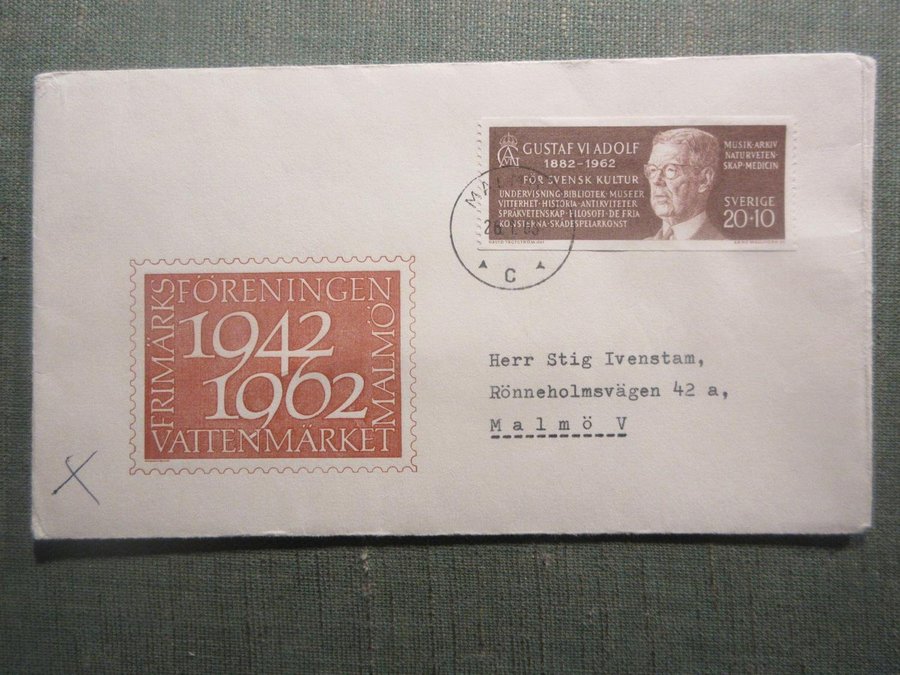 GUSTAF VI ADOLF
1882-1962
FÖR SVENSK KULTUR
UNDERVISNING·BIBLIOTEK·MUSEER
VITTERHET·HISTORIA·ANTIKVITETER
SPRÅKVETENSKAP·FILOSOFI·DE FRIA
KONSTERNA·SKÅDESPELARKONST
MUSIK·ARKIV
NATURVETEN-
SKAP·MEDICIN
SVERIGE
20+10
C
FRIMÄRKS
FÖRENINGEN
1942
1962
MALMÖ
VATTENMÄRKET
Herr Stig Ivenstam,
Rönneholmsvägen 42 a,
Malmö V